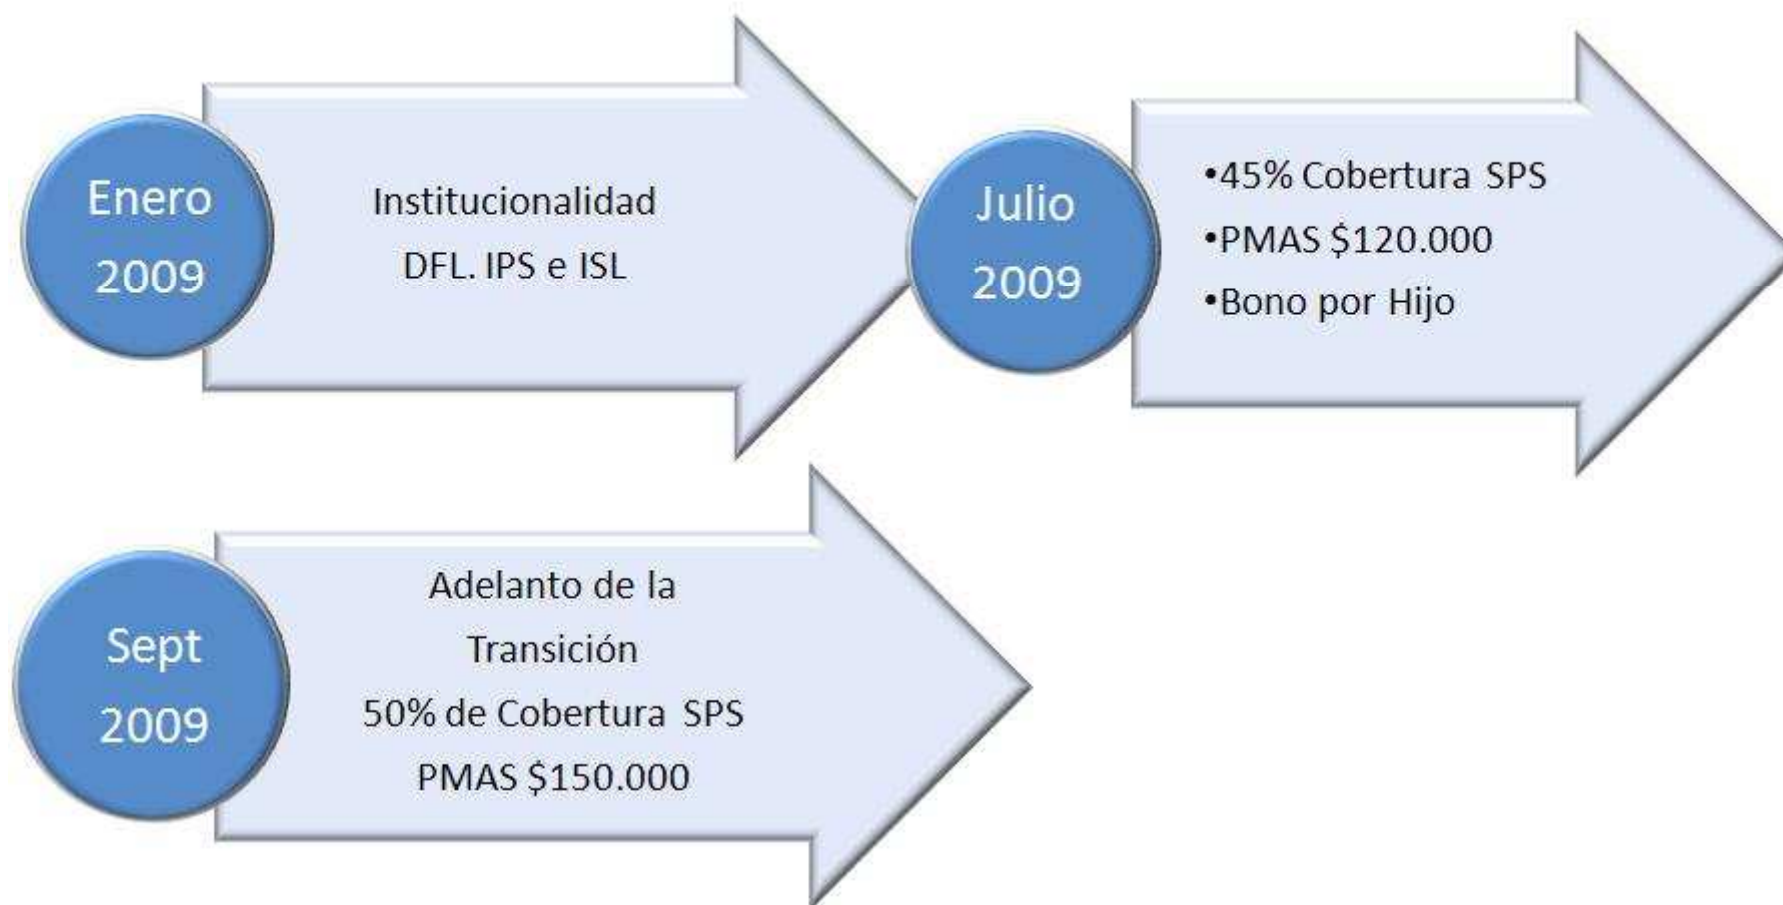 Enero
2009
Institucionalidad
DFL. IPS e ISL
Julio
2009
•45% Cobertura SPS
•PMAS $120.000
•Bono por Hijo
Sept
2009
Adelanto de la
Transición
50% de Cobertura SPS
PMAS $150.000